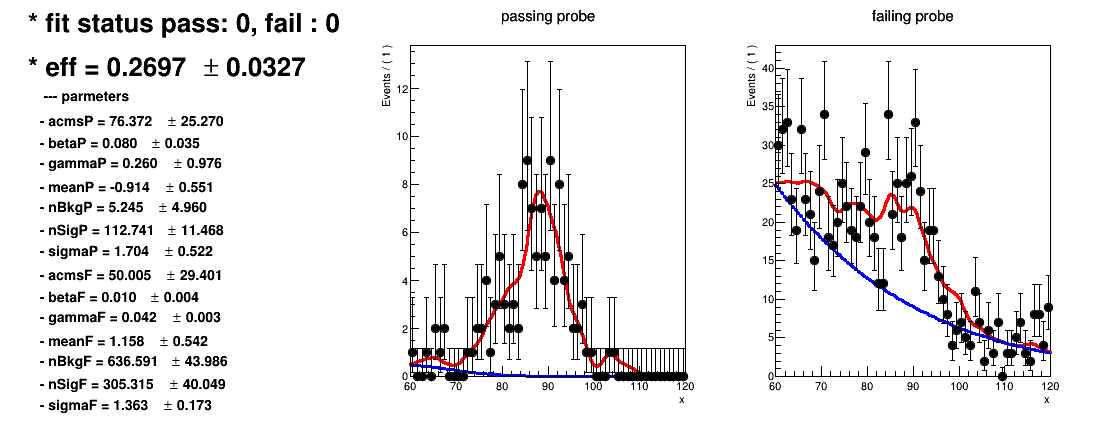 * fit status pass: 0, fail : 0
* eff = 0.2697 ± 0.0327
--- parmeters
- acmsP = 76.372 ± 25.270
- betaP = 0.080 ± 0.035
- gammaP = 0.260 ± 0.976
- meanP = -0.914 ± 0.551
- nBkgP = 5.245 ± 4.960
- nSigP = 112.741 ± 11.468
- sigmaP = 1.704 ± 0.522
- acmsF = 50.005 ± 29.401
- betaF = 0.010 ± 0.004
- gammaF = 0.042 ± 0.003
- meanF = 1.158 ± 0.542
- nBkgF = 636.591 ± 43.986
- nSigF = 305.315 ± 40.049
- sigmaF = 1.363 ± 0.173
passing probe
Events / ( 1 )
12
10
8
6
4
2
0
60 70 80 90 100 110 120
x
failing probe
Events / ( 1 )
40
35
30
25
20
15
10
5
0
60 70 80 90 100 110 120
x